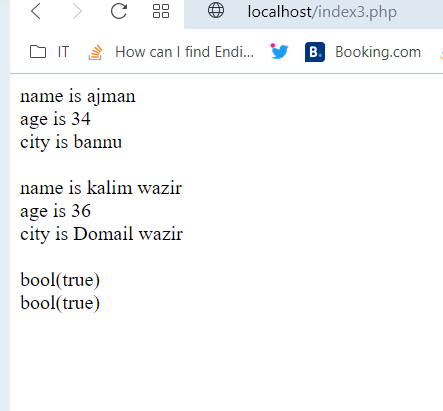 localhost/index3.php
IT
How can I find Endi...
B.
Booking.com
name is ajman
age is 34
city is bannu
name is kalim wazir
age is 36
city is Domail wazir
bool(true)
bool(true)